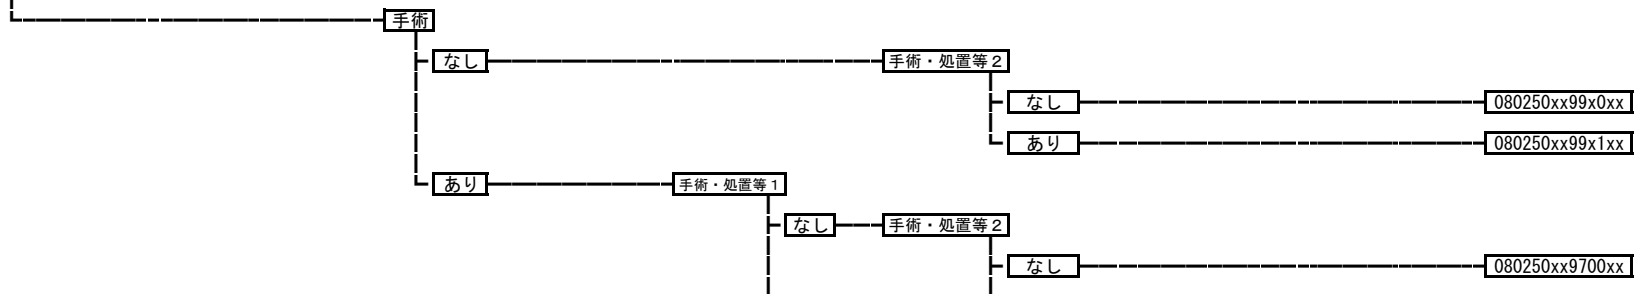 手術
なし 手術・処置等２
なし 080250xx99x0xx
あり 080250xx99x1xx
あり 手術・処置等１
なし 手術・処置等２
なし 080250xx9700xx